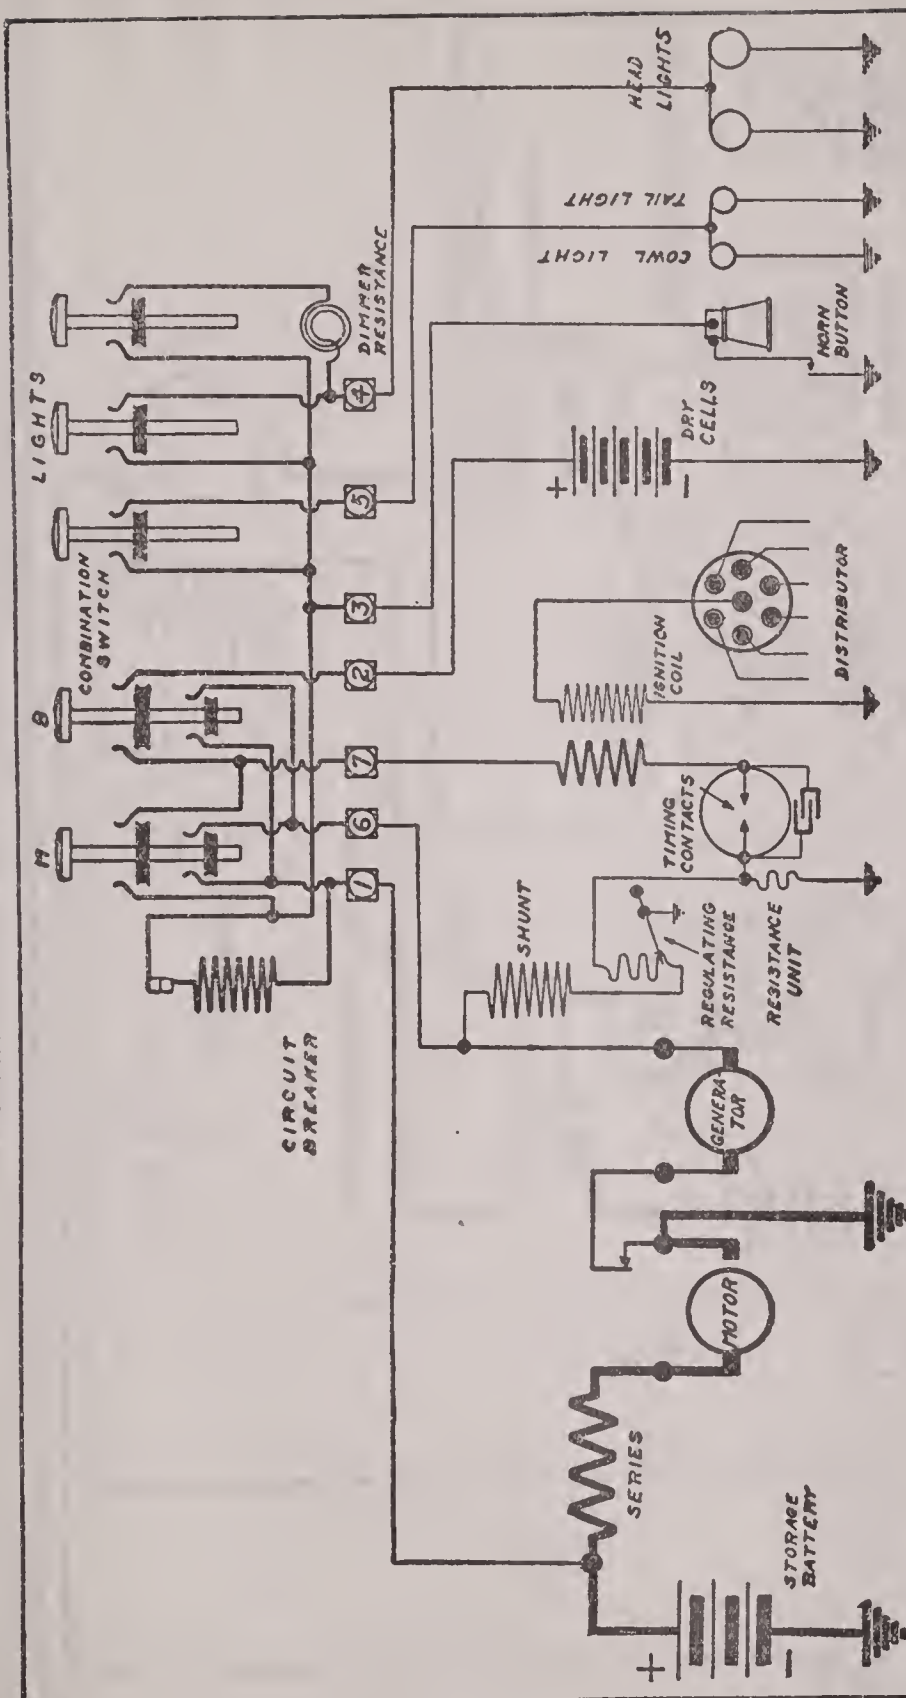 LIGHTS
COMBINATION
SWITCH
B
A
CIRCUIT
BREAKER
DIMMER
RESISTANCE
4
5
3
2
7
6
1
HEAD
LIGHTS
TAIL LIGHT
COWL LIGHT
HORN
BUTTON
DRY
CELLS
+
-
IGNITION
COIL
DISTRIBUTOR
TIMING
CONTACTS
SHUNT
REGULATING
RESISTANCE
RESISTANCE
UNIT
GENERA-
TOR
MOTOR
SERIES
STORAGE
BATTERY
+
-